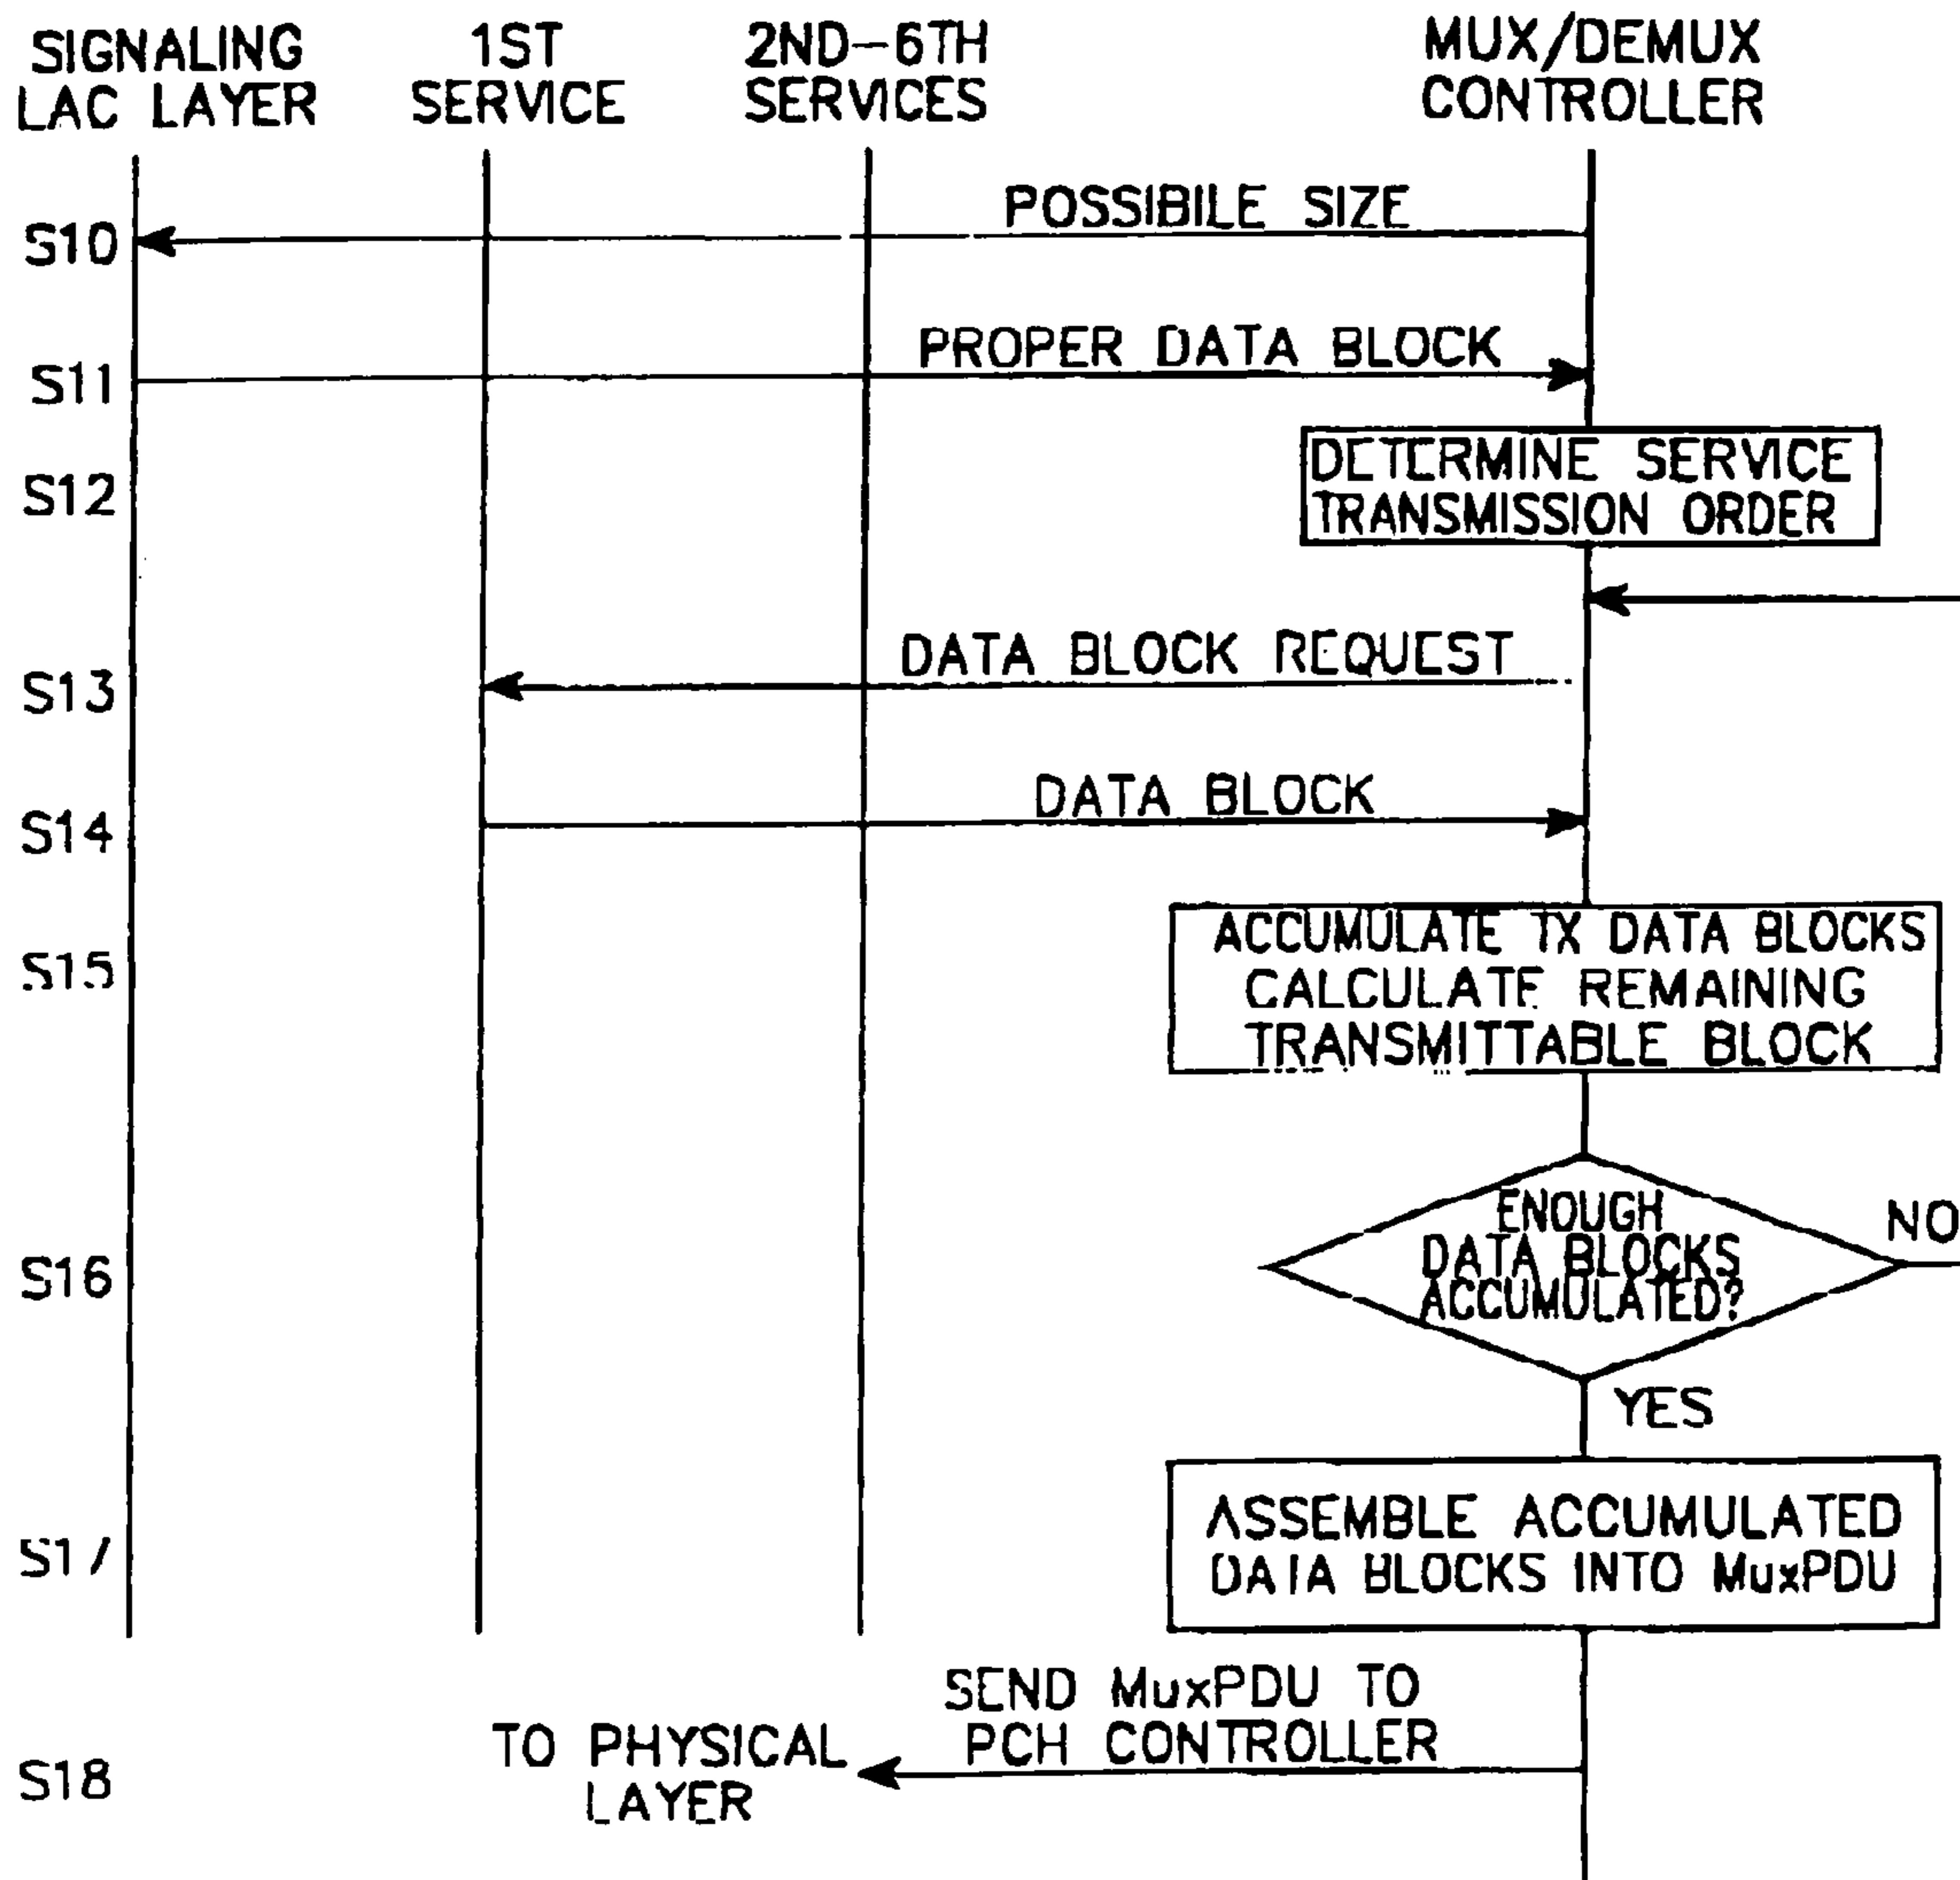 SIGNALING
LAC LAYER
1ST
SERVICE
2ND-6TH
SERVICES
MUX/DEMUX
CONTROLLER
S10
POSSIBILE SIZE
S11
PROPER DATA BLOCK
S12
DETERMINE SERVICE
TRANSMISSION ORDER
S13
DATA BLOCK REQUEST
S14
DATA BLOCK
S15
ACCUMULATE TX DATA BLOCKS
CALCULATE REMAINING
TRANSMITTABLE BLOCK
S16
ENOUGH
DATA BLOCKS
ACCUMULATED?
NO
YES
S17
ASSEMBLE ACCUMULATED
DATA BLOCKS INTO MuxPDU
S18
TO PHYSICAL
LAYER
SEND MuxPDU TO
PCH CONTROLLER